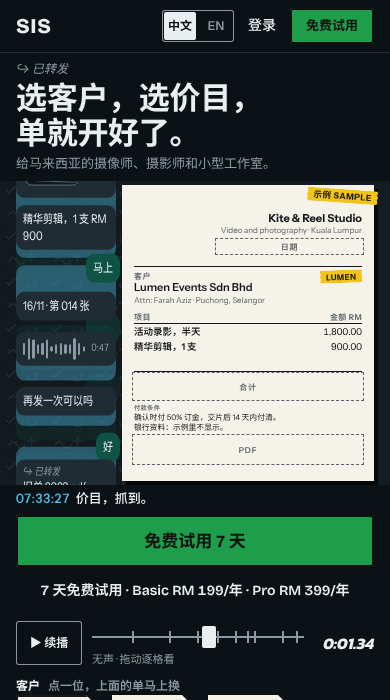 SIS
中文
EN
登录
免费试用
↪ 已转发
选客户，选价目，
单就开好了。
给马来西亚的摄像师、摄影师和小型工作室。
精华剪辑，1 支 RM
900
马上
16/11·第 014 张
0:47
再发一次可以吗
好
↪ 已转发
示例 SAMPLE
Kite & Reel Studio
Video and photography · Kuala Lumpur
日期
客户
LUMEN
Lumen Events Sdn Bhd
Attn: Farah Aziz · Puchong, Selangor
项目 金额 RM
活动录影，半天 1,800.00
精华剪辑，1 支 900.00
合计
付款条件
确认时付 50% 订金，交片后 14 天内付清。
银行资料：示例里不显示。
PDF
07:33:27 价目，抓到。
免费试用 7 天
7 天免费试用 · Basic RM 199/年 · Pro RM 399/年
▶ 续播
0:01.34
无声·拖动逐格看
客户 点一位，上面的单马上换